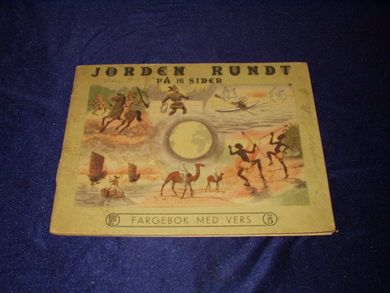 JORDEN RUNDT
PÅ 16 SIDER
FARGEBOK MED VERS
5